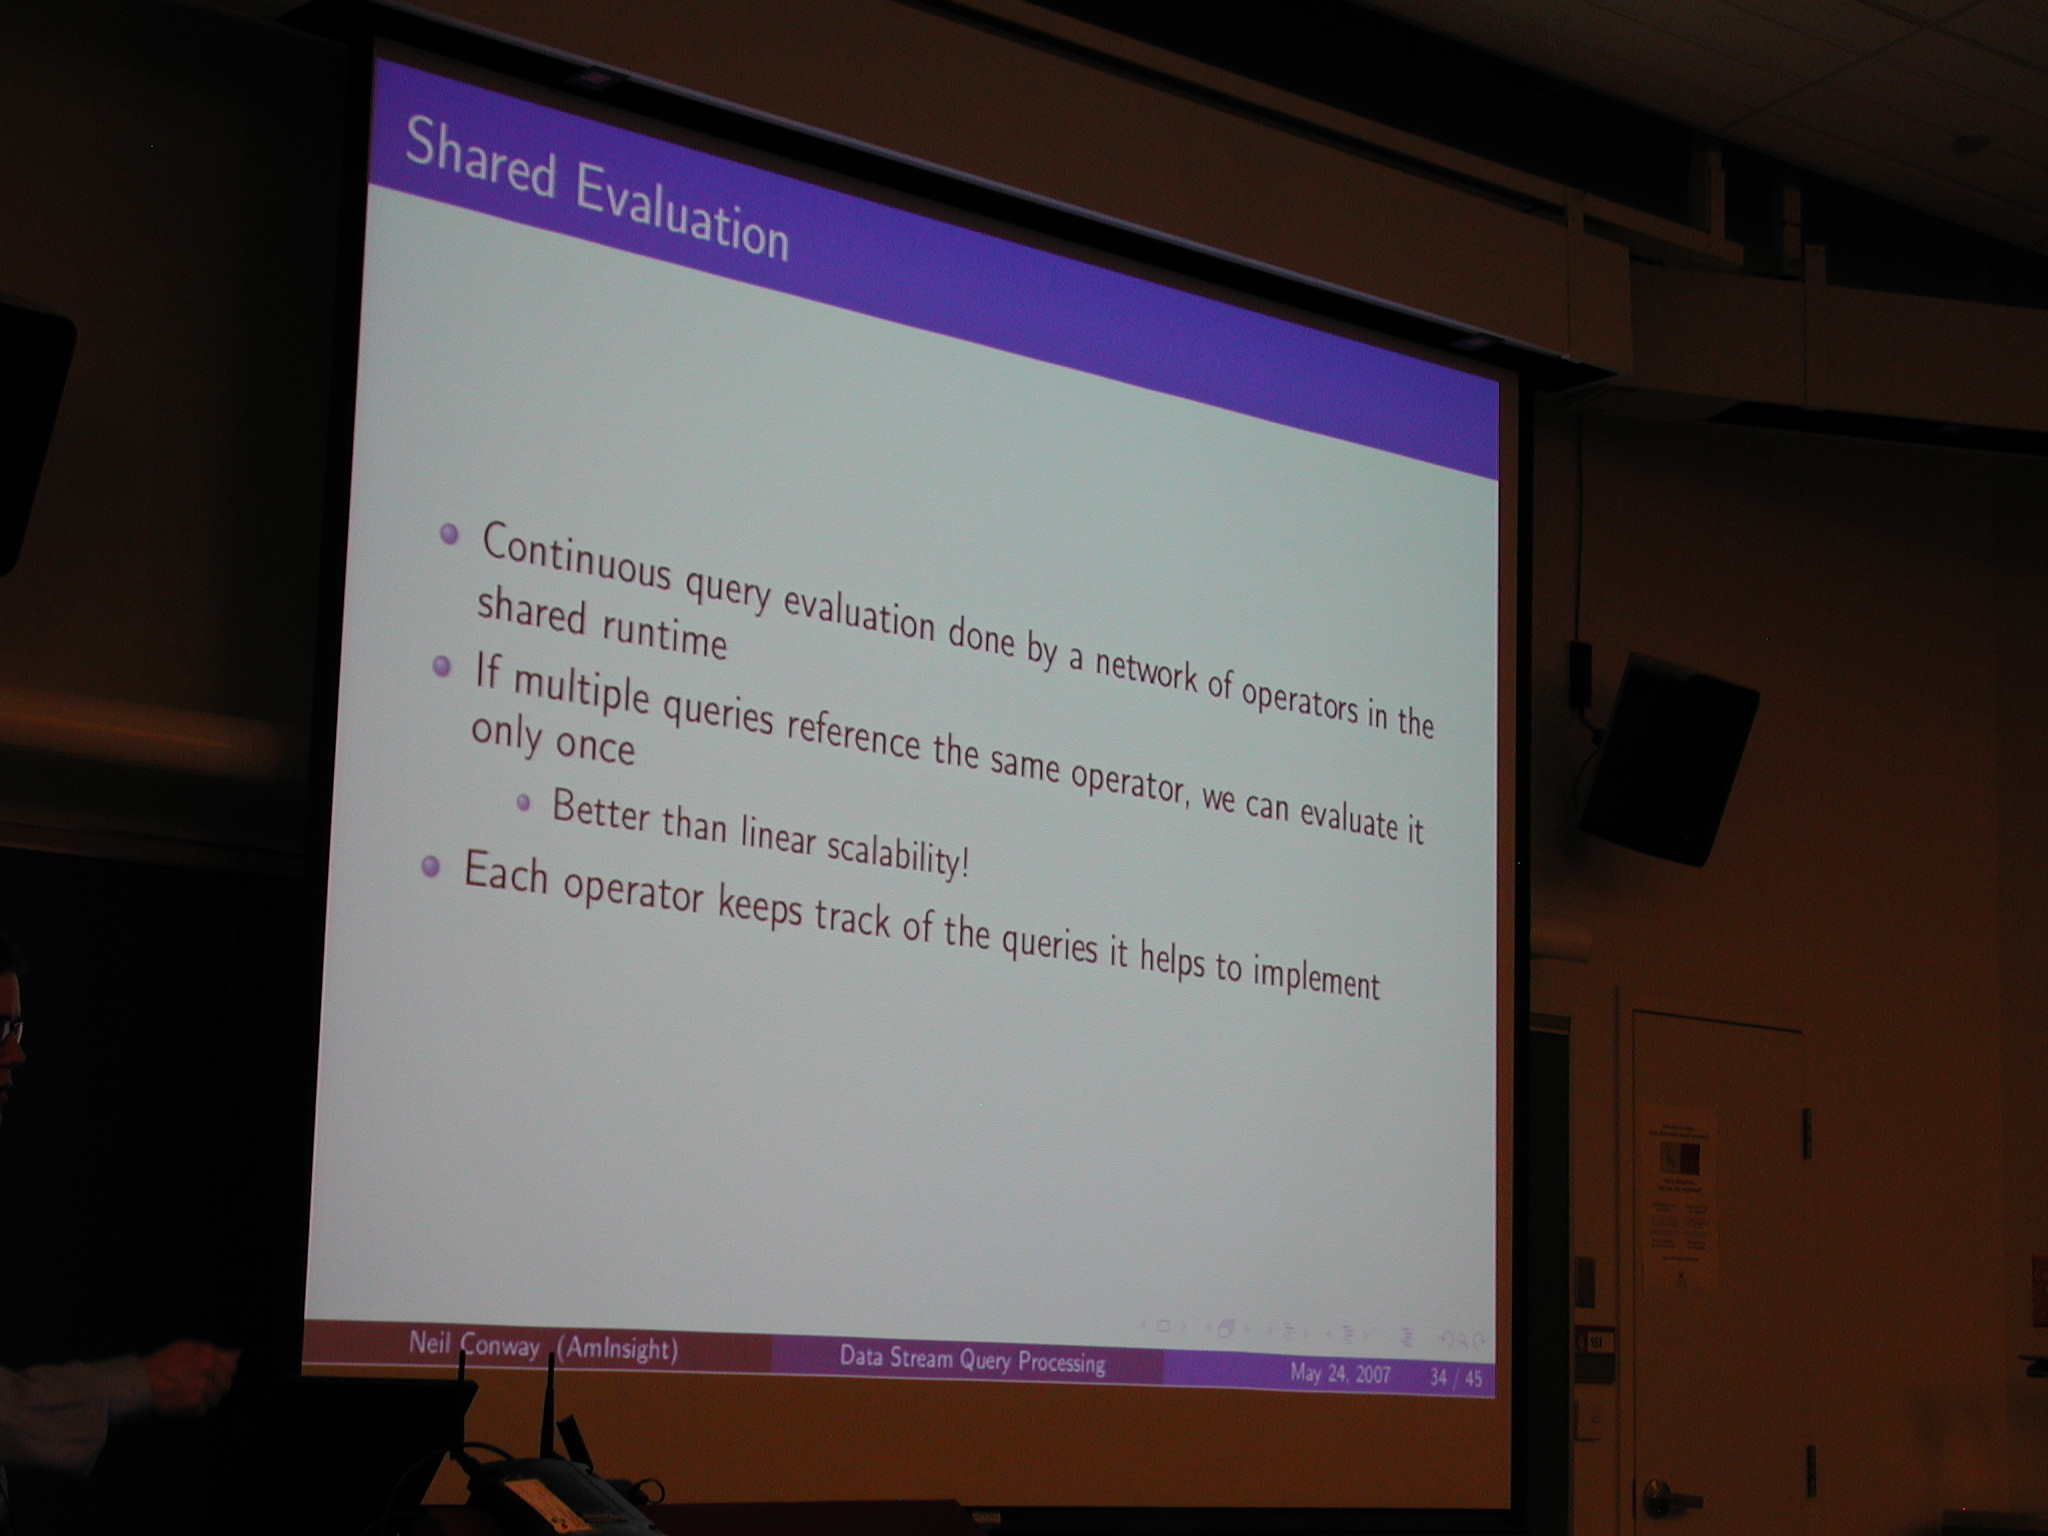 Shared Evaluation
Continuous query evaluation done by a network of operators in the
shared runtime
If multiple queries reference the same operator, we can evaluate it
only once
Better than linear scalability!
Each operator keeps track of the queries it helps to implement
Neil Conway (AmInsight)
Data Stream Query Processing
May 24, 2007
34 / 45
151